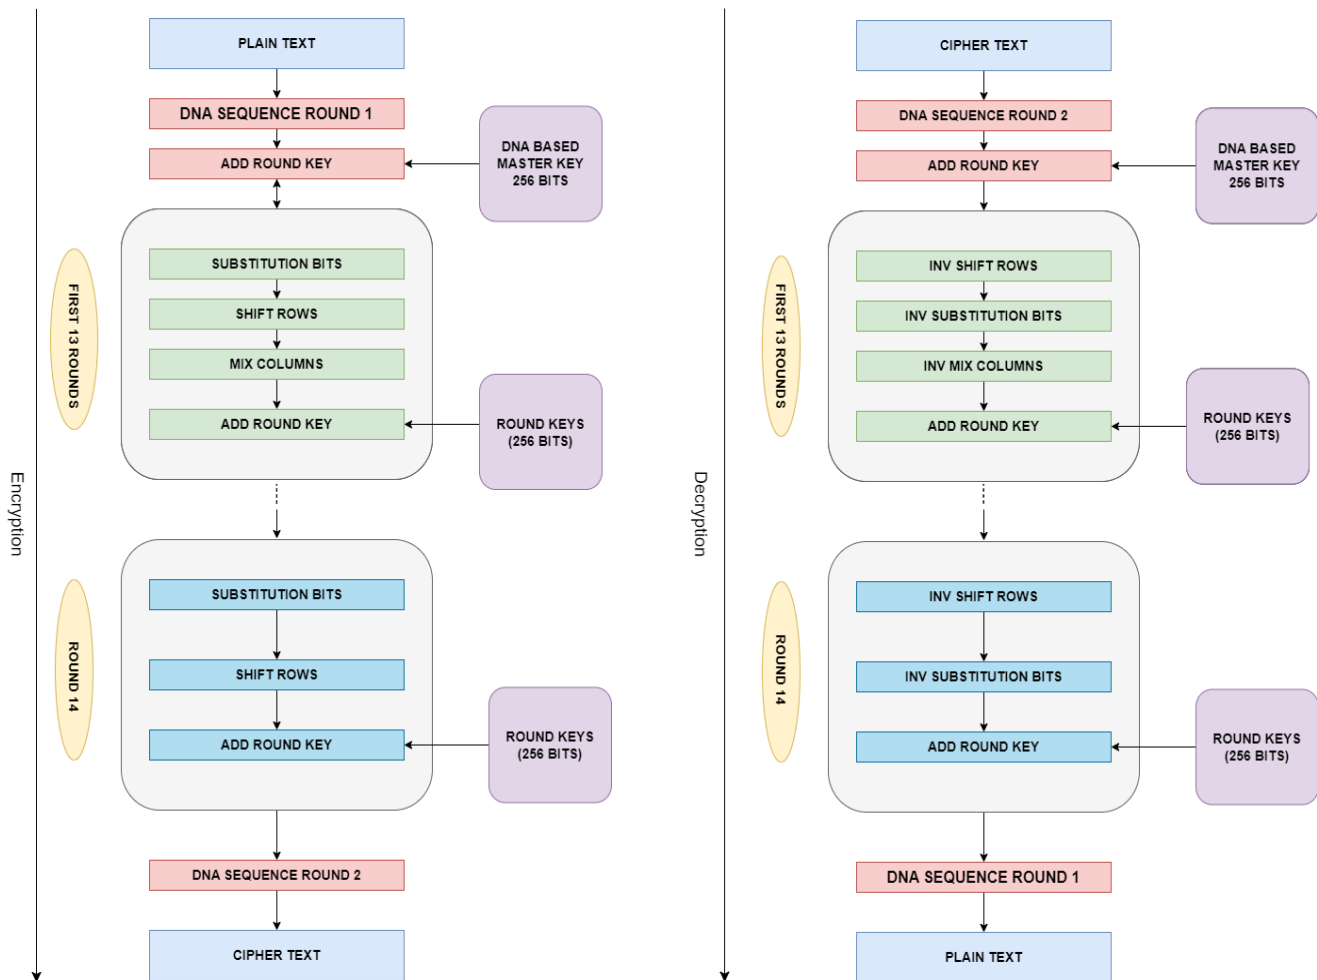 Encryption
PLAIN TEXT
DNA SEQUENCE ROUND 1
ADD ROUND KEY
DNA BASED
MASTER KEY
256 BITS
FIRST 13 ROUNDS
SUBSTITUTION BITS
SHIFT ROWS
MIX COLUMNS
ADD ROUND KEY
ROUND KEYS
(256 BITS)
ROUND 14
SUBSTITUTION BITS
SHIFT ROWS
ADD ROUND KEY
ROUND KEYS
(256 BITS)
DNA SEQUENCE ROUND 2
CIPHER TEXT
Decryption
CIPHER TEXT
DNA SEQUENCE ROUND 2
ADD ROUND KEY
DNA BASED
MASTER KEY
256 BITS
FIRST 13 ROUNDS
INV SHIFT ROWS
INV SUBSTITUTION BITS
INV MIX COLUMNS
ADD ROUND KEY
ROUND KEYS
(256 BITS)
ROUND 14
INV SHIFT ROWS
INV SUBSTITUTION BITS
ADD ROUND KEY
ROUND KEYS
(256 BITS)
DNA SEQUENCE ROUND 1
PLAIN TEXT